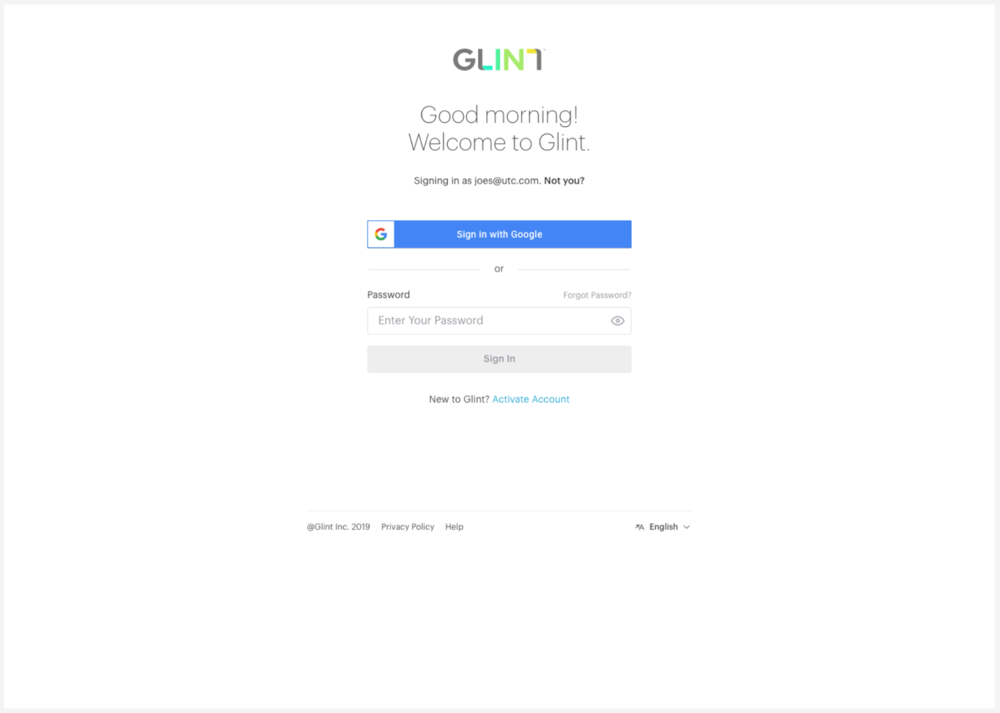 GLINT™
Good morning!
Welcome to Glint.
Signing in as joes@utc.com. Not you?
Sign in with Google
or
Password Forgot Password?
Enter Your Password
Sign In
New to Glint? Activate Account
@Glint Inc. 2019 Privacy Policy Help English